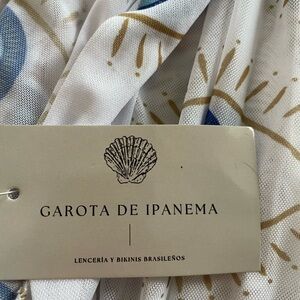 GAROTA DE IPANEMA
LENCERÍA Y BIKINIS BRASILEÑOS